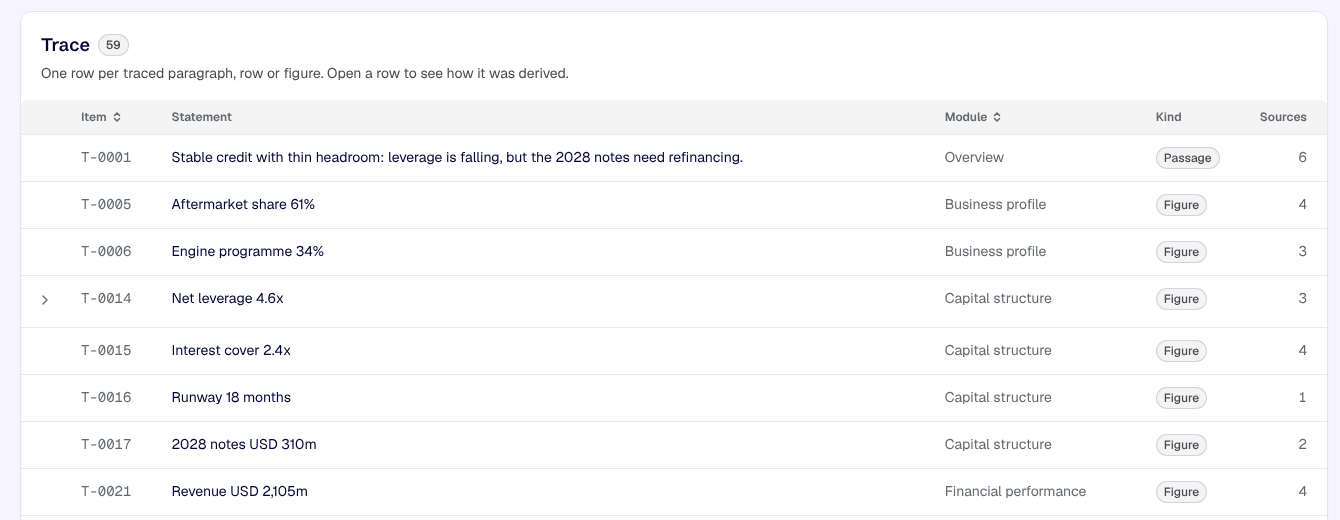 Trace 59
One row per traced paragraph, row or figure. Open a row to see how it was derived.
Item Statement Module Kind Sources
T-0001 Stable credit with thin headroom: leverage is falling, but the 2028 notes need refinancing. Overview Passage 6
T-0005 Aftermarket share 61% Business profile Figure 4
T-0006 Engine programme 34% Business profile Figure 3
T-0014 Net leverage 4.6x Capital structure Figure 3
T-0015 Interest cover 2.4x Capital structure Figure 4
T-0016 Runway 18 months Capital structure Figure 1
T-0017 2028 notes USD 310m Capital structure Figure 2
T-0021 Revenue USD 2,105m Financial performance Figure 4